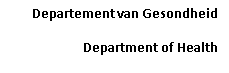 Departement van Gesondheid
Department of Health